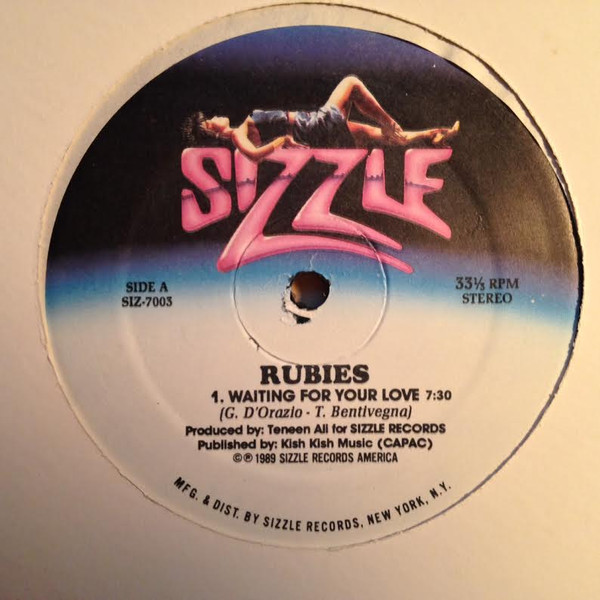 SIZZLE
SIDE A
SIZ-7003
33⅓ RPM
STEREO
RUBIES
1. WAITING FOR YOUR LOVE 7:30
(G. D'Orazio - T. Bentivegna)
Produced by: Teneen Ali for SIZZLE RECORDS
Published by: Kish Kish Music (CAPAC)
©℗ 1989 SIZZLE RECORDS AMERICA
MFG. & DIST. BY SIZZLE RECORDS, NEW YORK, N.Y.